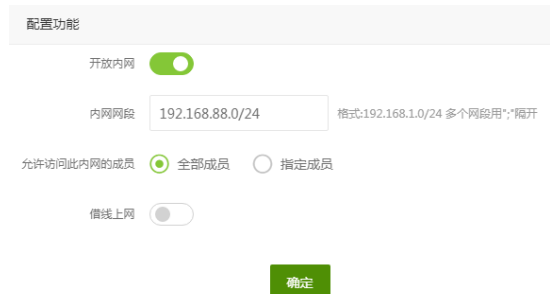 配置功能
开放内网
内网网段 192.168.88.0/24 格式:192.168.1.0/24 多个网段用";"隔开
允许访问此内网的成员 全部成员 指定成员
借线上网
确定